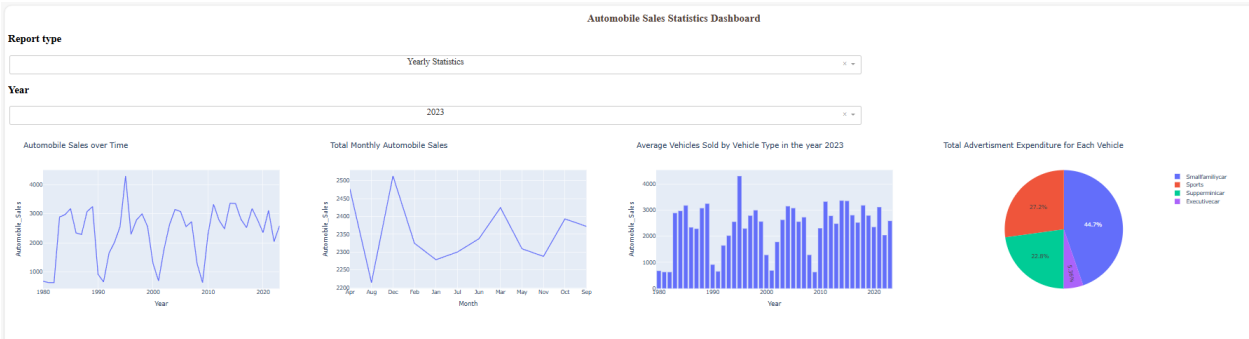 Automobile Sales Statistics Dashboard
Report type
Yearly Statistics
× ▾
Year
2023
× ▾
Automobile Sales over Time
Automobile_Sales
4000
3000
2000
1000
1980
1990
2000
2010
2020
Year
Total Monthly Automobile Sales
Automobile_Sales
2500
2450
2400
2350
2300
2250
2200
Apr
Aug
Dec
Feb
Jan
Jul
Jun
Mar
May
Nov
Oct
Sep
Month
Average Vehicles Sold by Vehicle Type in the year 2023
Automobile_Sales
4000
3000
2000
1000
0
1980
1990
2000
2010
2020
Year
Total Advertisment Expenditure for Each Vehicle
44.7%
27.2%
22.8%
Smallfamiliycar
Sports
Supperminicar
Executivecar